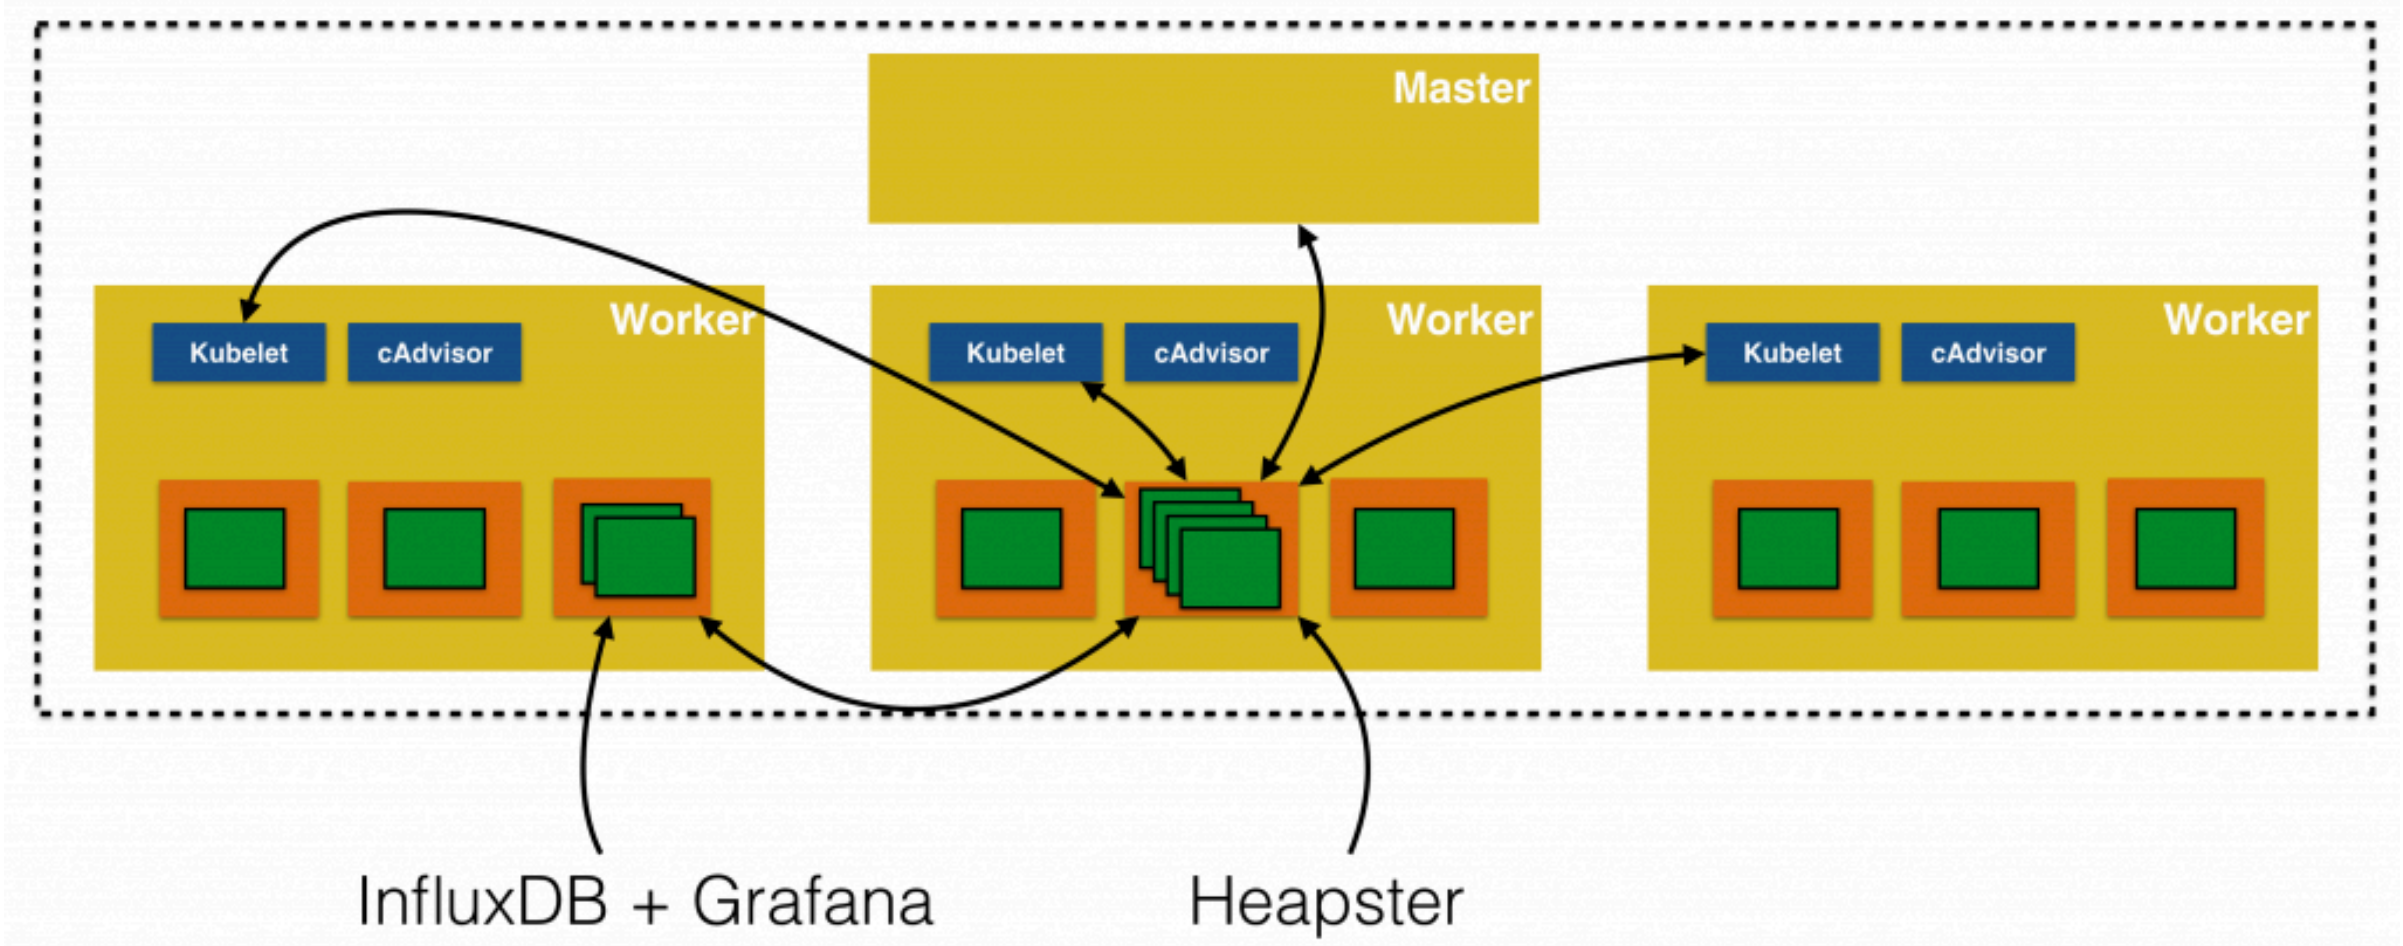 Master
Worker
Worker
Worker
Kubelet
cAdvisor
Kubelet
cAdvisor
Kubelet
cAdvisor
InfluxDB + Grafana
Heapster